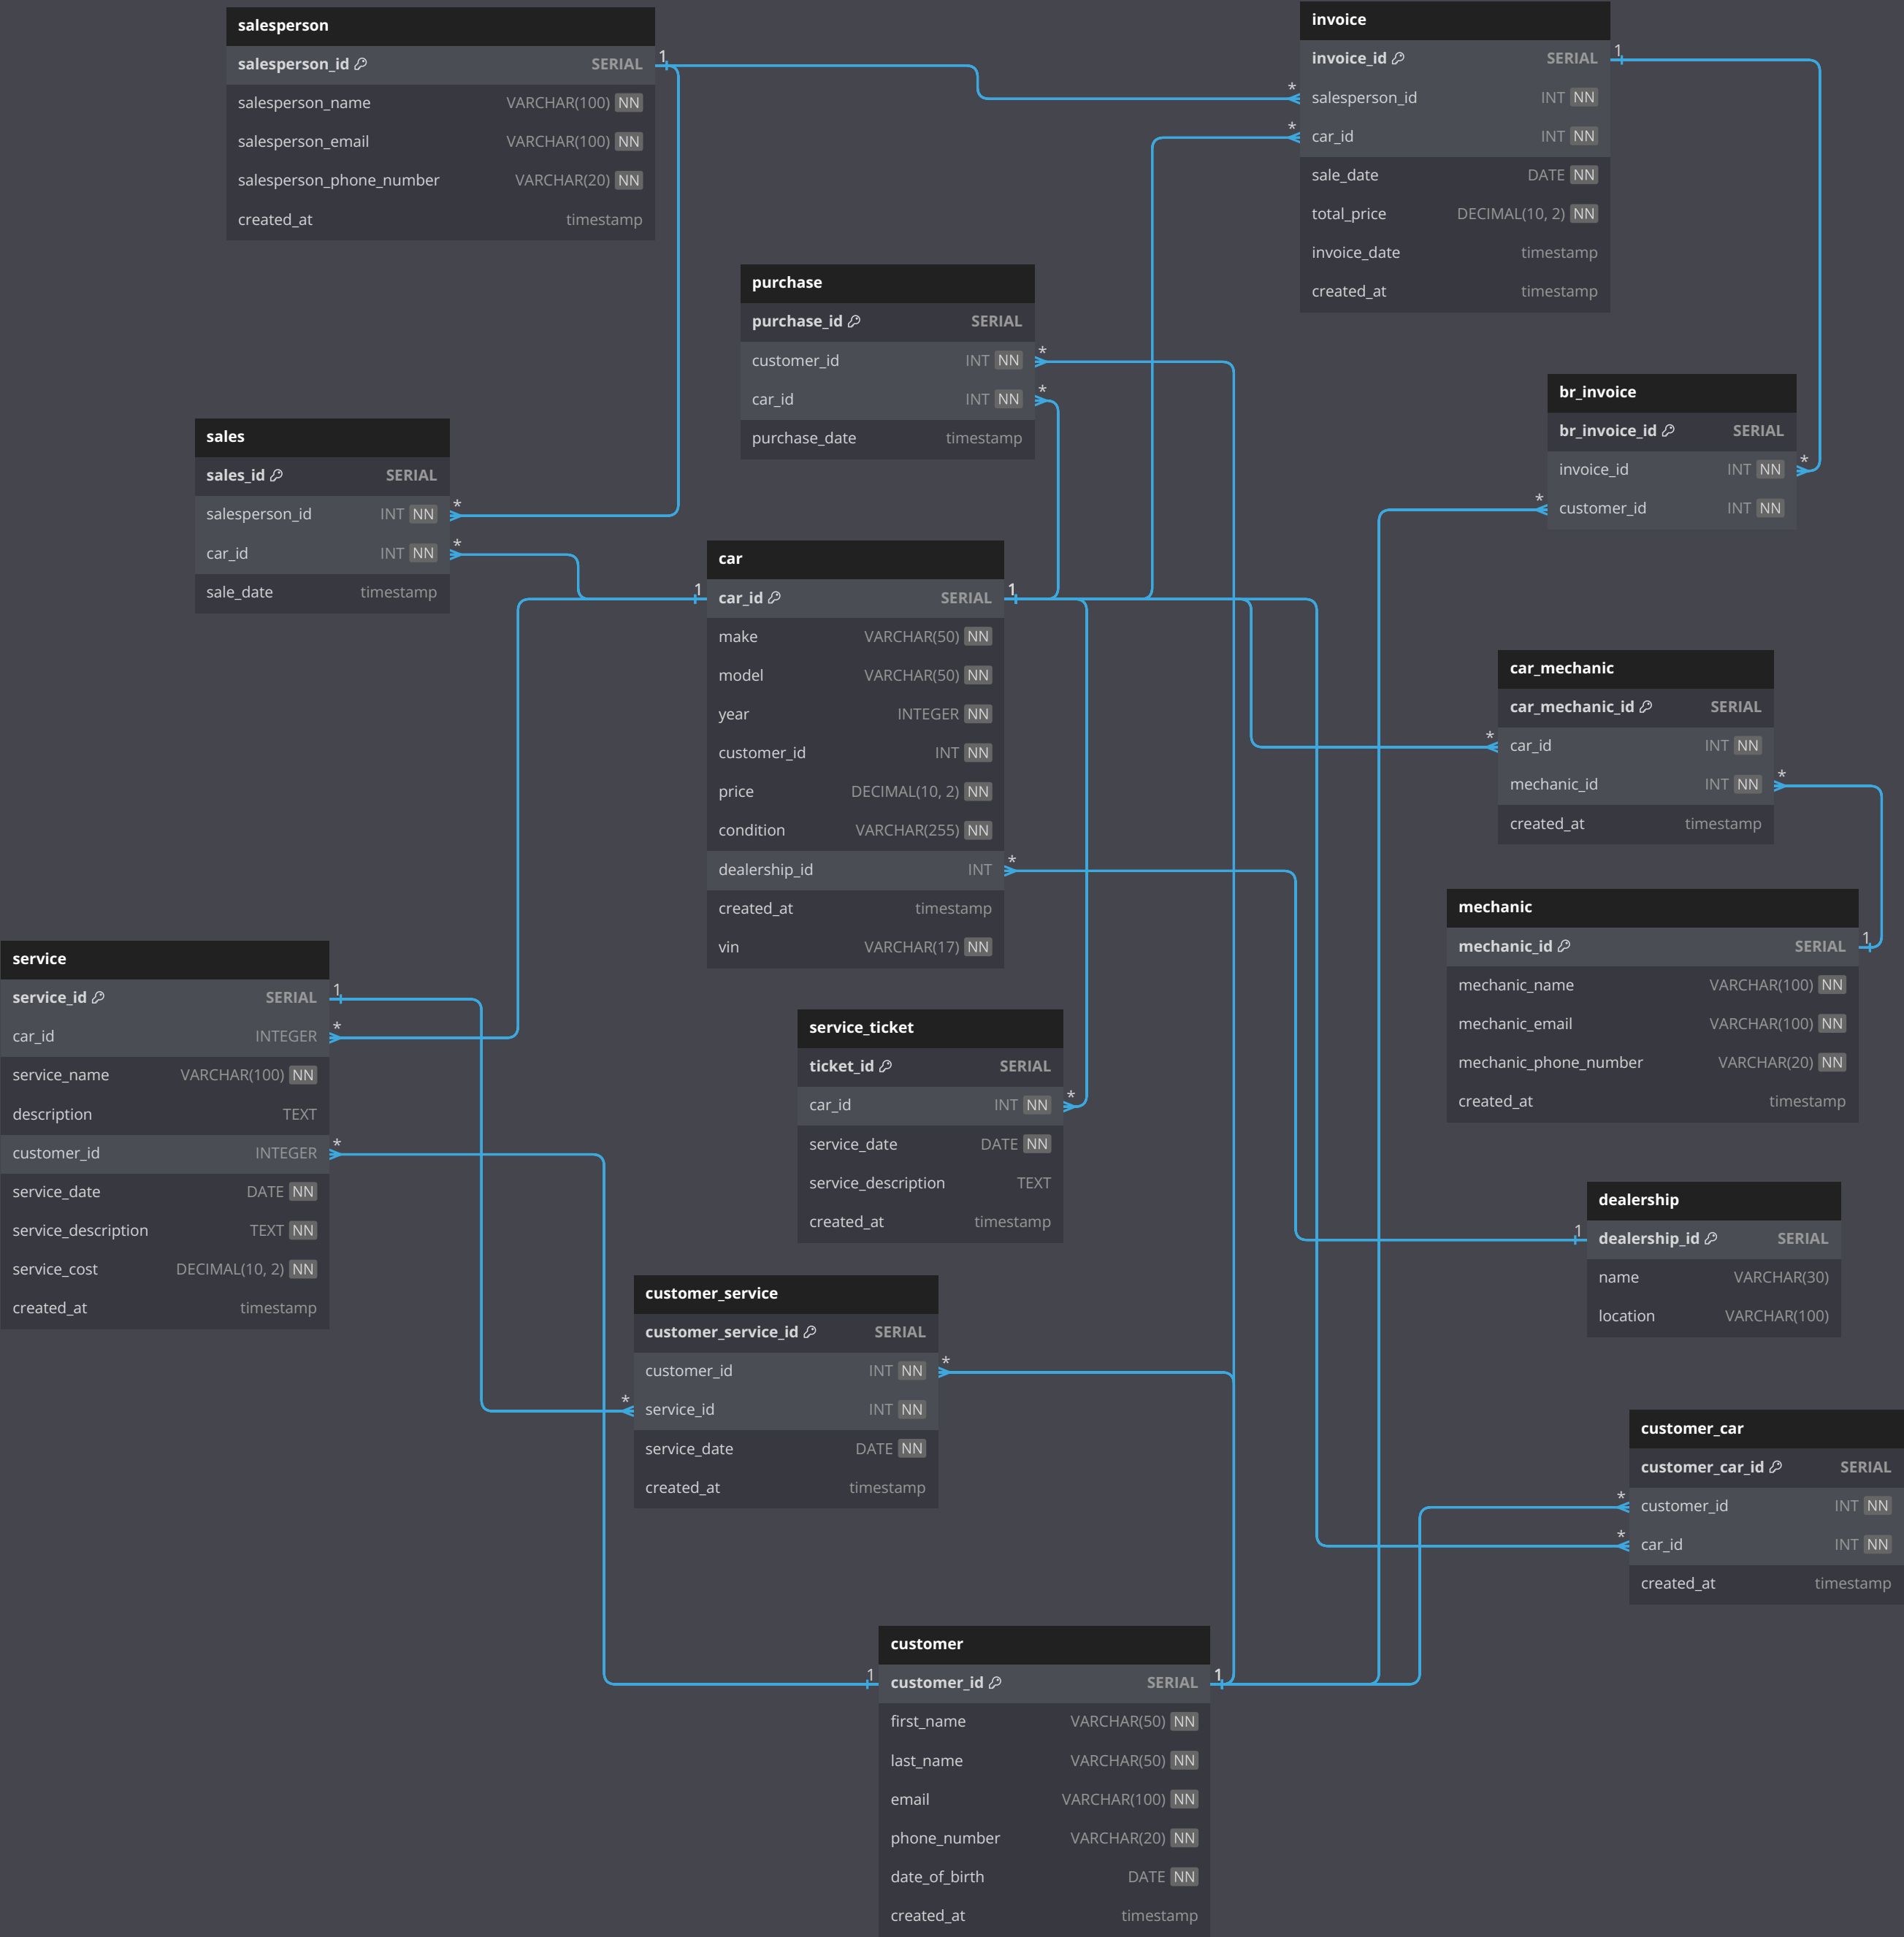 salesperson
salesperson_id SERIAL
salesperson_name VARCHAR(100) NN
salesperson_email VARCHAR(100) NN
salesperson_phone_number VARCHAR(20) NN
created_at timestamp
1
invoice
invoice_id SERIAL
salesperson_id INT NN
car_id INT NN
sale_date DATE NN
total_price DECIMAL(10, 2) NN
invoice_date timestamp
created_at timestamp
1
*
*
purchase
purchase_id SERIAL
customer_id INT NN
car_id INT NN
purchase_date timestamp
*
*
br_invoice
br_invoice_id SERIAL
invoice_id INT NN
customer_id INT NN
*
*
sales
sales_id SERIAL
salesperson_id INT NN
car_id INT NN
sale_date timestamp
*
*
car
car_id SERIAL
make VARCHAR(50) NN
model VARCHAR(50) NN
year INTEGER NN
customer_id INT NN
price DECIMAL(10, 2) NN
condition VARCHAR(255) NN
dealership_id INT
created_at timestamp
vin VARCHAR(17) NN
1
1
*
car_mechanic
car_mechanic_id SERIAL
car_id INT NN
mechanic_id INT NN
created_at timestamp
*
*
mechanic
mechanic_id SERIAL
mechanic_name VARCHAR(100) NN
mechanic_email VARCHAR(100) NN
mechanic_phone_number VARCHAR(20) NN
created_at timestamp
1
service
service_id SERIAL
car_id INTEGER
service_name VARCHAR(100) NN
description TEXT
customer_id INTEGER
service_date DATE NN
service_description TEXT NN
service_cost DECIMAL(10, 2) NN
created_at timestamp
1
*
*
service_ticket
ticket_id SERIAL
car_id INT NN
service_date DATE NN
service_description TEXT
created_at timestamp
*
dealership
dealership_id SERIAL
name VARCHAR(30)
location VARCHAR(100)
1
customer_service
customer_service_id SERIAL
customer_id INT NN
service_id INT NN
service_date DATE NN
created_at timestamp
*
*
customer_car
customer_car_id SERIAL
customer_id INT NN
car_id INT NN
created_at timestamp
*
*
customer
customer_id SERIAL
first_name VARCHAR(50) NN
last_name VARCHAR(50) NN
email VARCHAR(100) NN
phone_number VARCHAR(20) NN
date_of_birth DATE NN
created_at timestamp
1
1